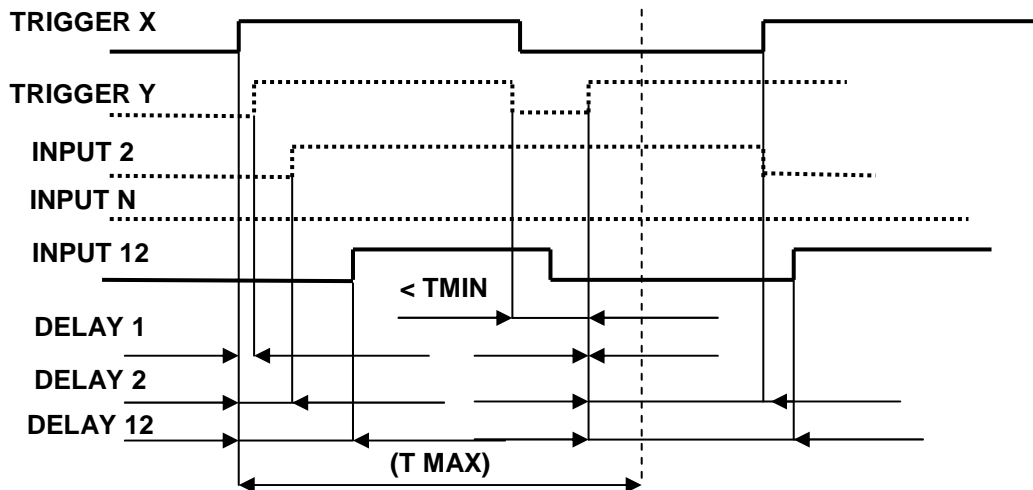 TRIGGER X
TRIGGER Y
INPUT 2
INPUT N
INPUT 12
< TMIN
DELAY 1
DELAY 2
DELAY 12
(T MAX)